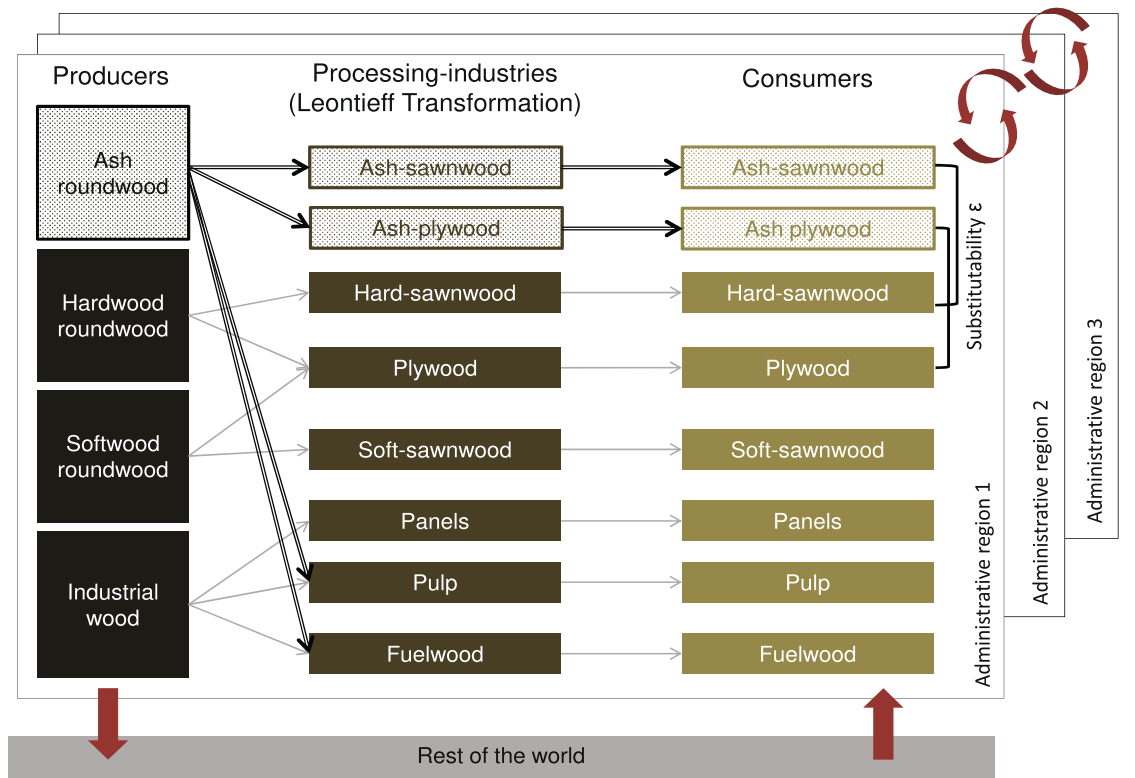 Producers
Processing-industries
(Leontieff Transformation)
Consumers
Ash
roundwood
Ash-sawnwood
Ash-sawnwood
Ash-plywood
Ash plywood
Hardwood
roundwood
Hard-sawnwood
Hard-sawnwood
Plywood
Plywood
Softwood
roundwood
Soft-sawnwood
Soft-sawnwood
Panels
Panels
Industrial
wood
Pulp
Pulp
Fuelwood
Fuelwood
Substitutability ε
Administrative region 1
Administrative region 2
Administrative region 3
Rest of the world